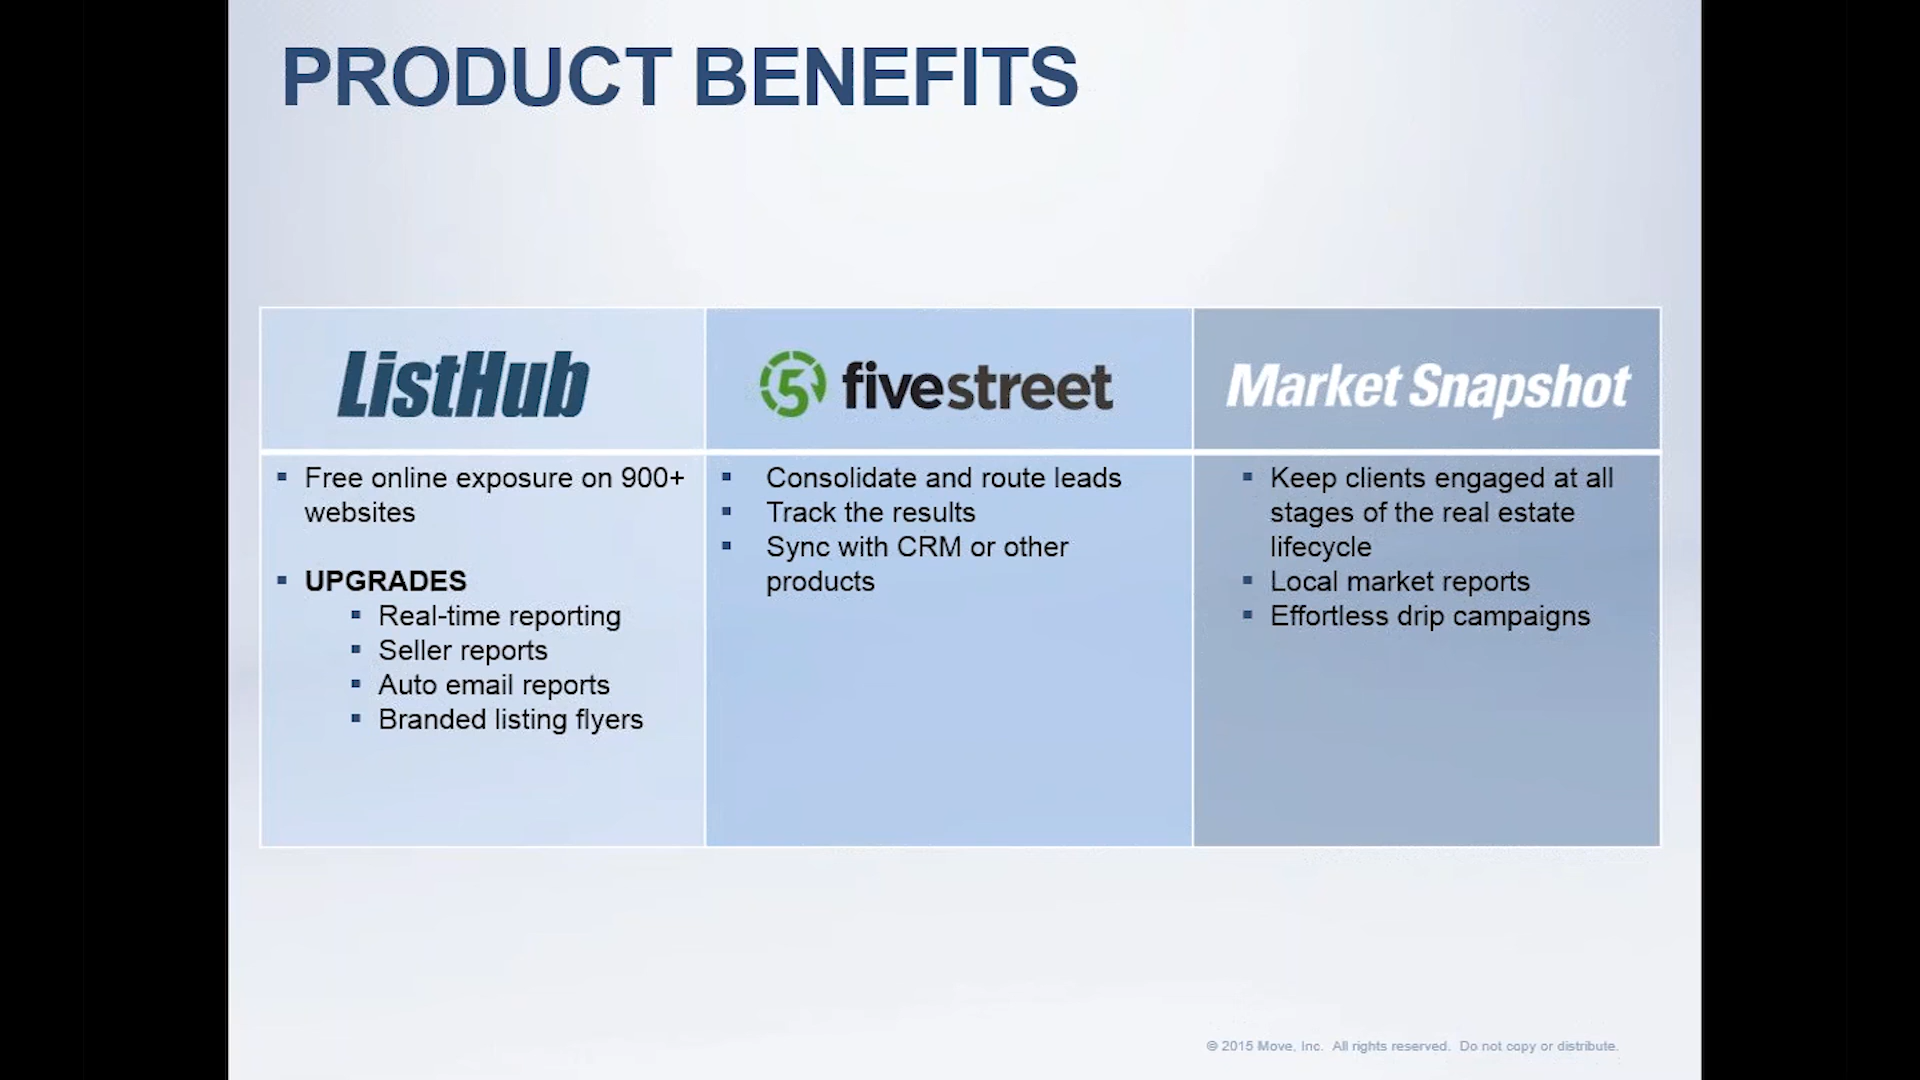 PRODUCT BENEFITS
ListHub
5 fivestreet
Market Snapshot
Free online exposure on 900+
websites
UPGRADES
Real-time reporting
Seller reports
Auto email reports
Branded listing flyers
Consolidate and route leads
Track the results
Sync with CRM or other
products
Keep clients engaged at all
stages of the real estate
lifecycle
Local market reports
Effortless drip campaigns
© 2015 Move, Inc. All rights reserved. Do not copy or distribute.